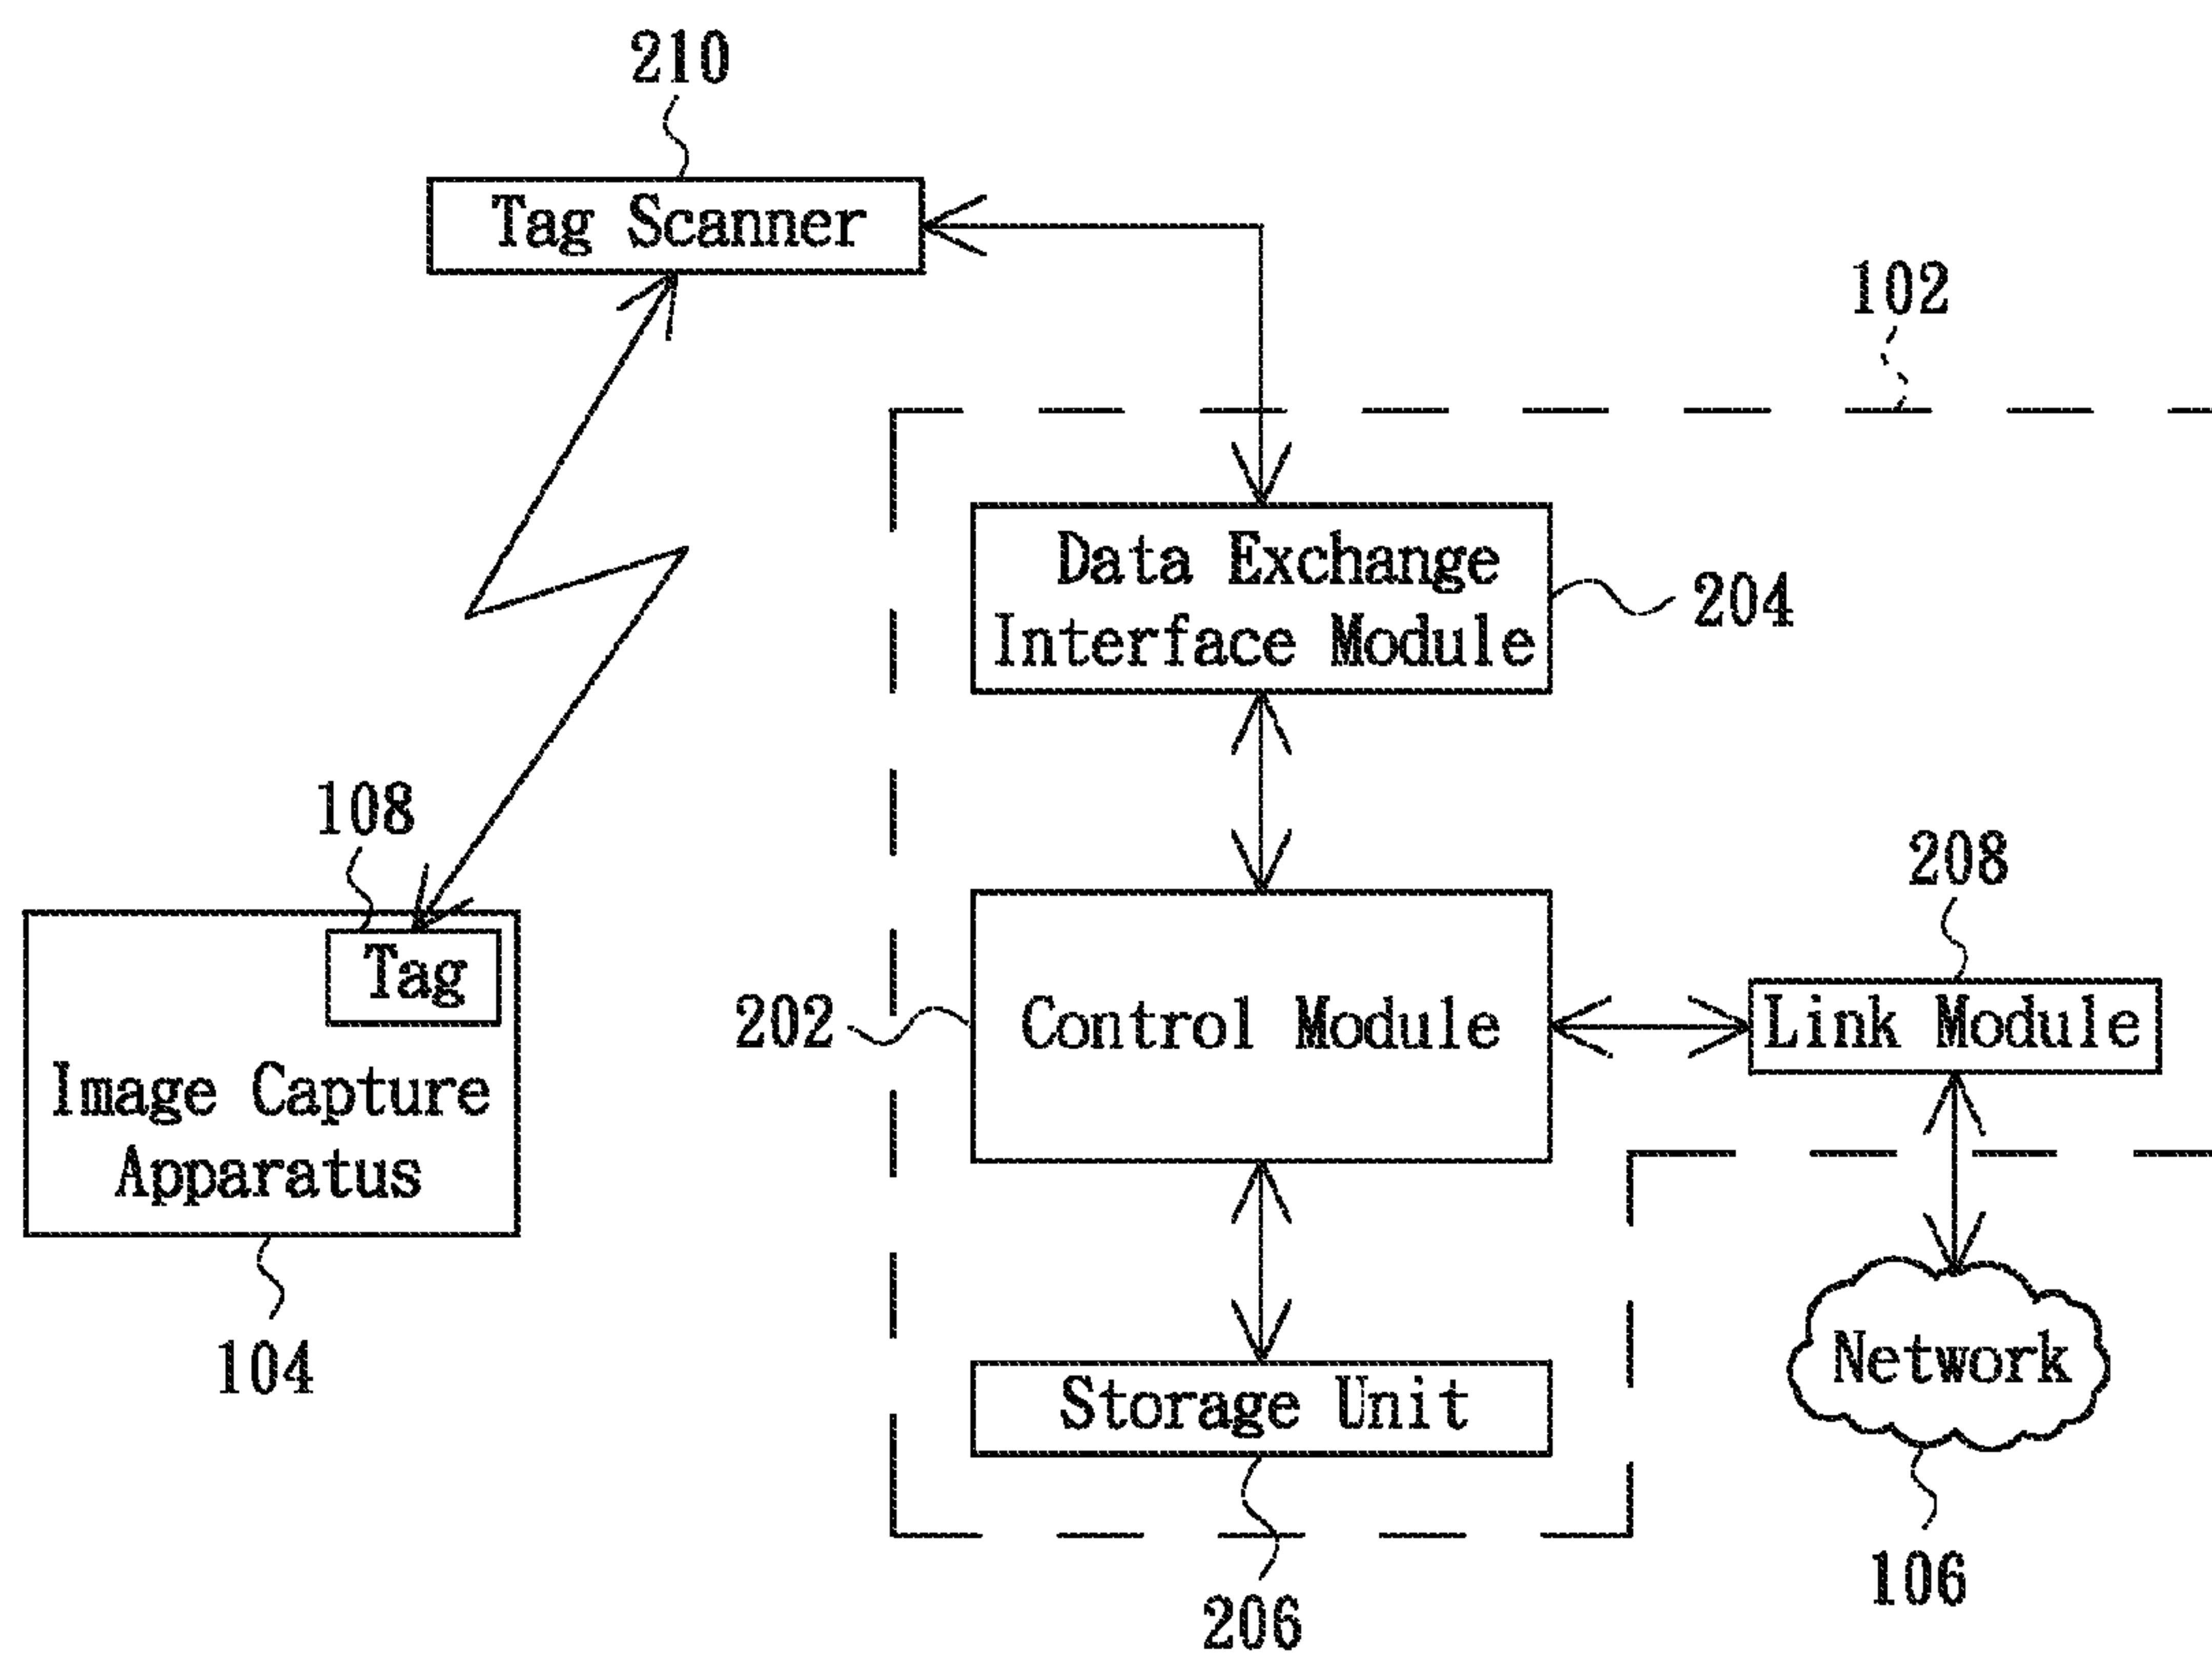 210
Tag Scanner
102
Data Exchange
Interface Module
204
108
Tag
Image Capture
Apparatus
104
202
Control Module
208
Link Module
Storage Unit
206
Network
106